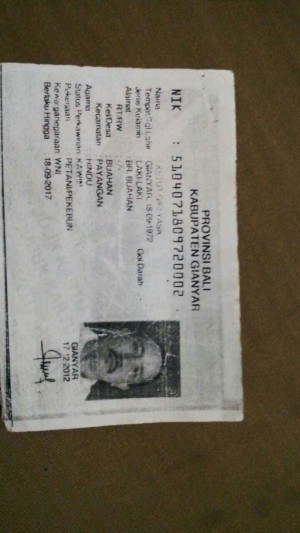 PROVINSI BALI
KABUPATEN GIANYAR
NIK : 5104071809720002
Nama
Tempat/Tgl Lahir GIANYAR, 18-09-1972
Jenis Kelamin LAKI-LAKI Gol Darah
Alamat BR. BUAHAN
RT/RW
Kel/Desa BUAHAN
Kecamatan PAYANGAN
Agama HINDU
Status Perkawinan KAWIN
Pekerjaan PETANI/PEKEBUN
Kewarganegaraan WNI
Berlaku Hingga 18-09-2017
GIANYAR
17-12-2012